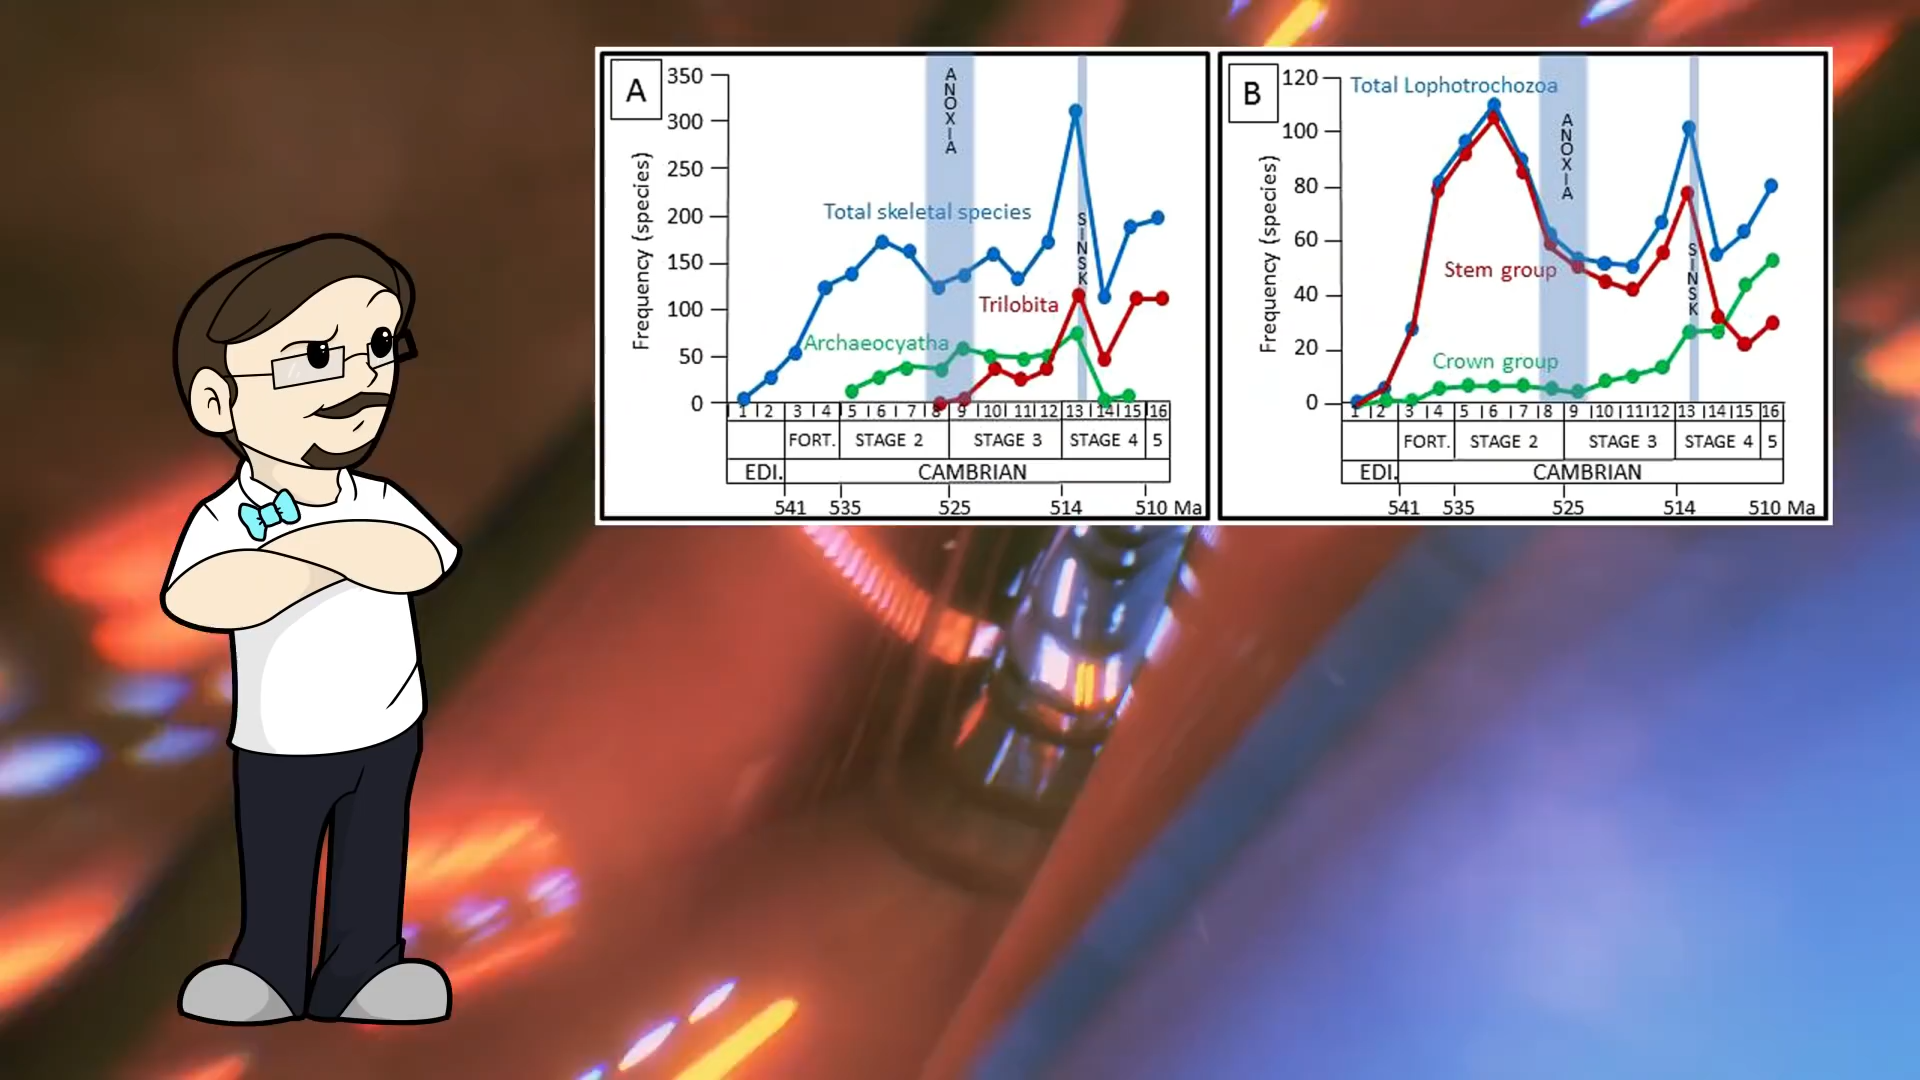 A
350
300
250
200
150
100
50
0
Frequency (species)
ANOXIA
SINSK
Total skeletal species
Trilobita
Archaeocyatha
1 2 3 4 5 6 7 8 9 10 11 12 13 14 15 16
FORT. STAGE 2 STAGE 3 STAGE 4 5
EDI. CAMBRIAN
541 535 525 514 510 Ma
B
120
100
80
60
40
20
0
Frequency (species)
Total Lophotrochozoa
ANOXIA
SINSK
Stem group
Crown group
1 2 3 4 5 6 7 8 9 10 11 12 13 14 15 16
FORT. STAGE 2 STAGE 3 STAGE 4 5
EDI. CAMBRIAN
541 535 525 514 510 Ma